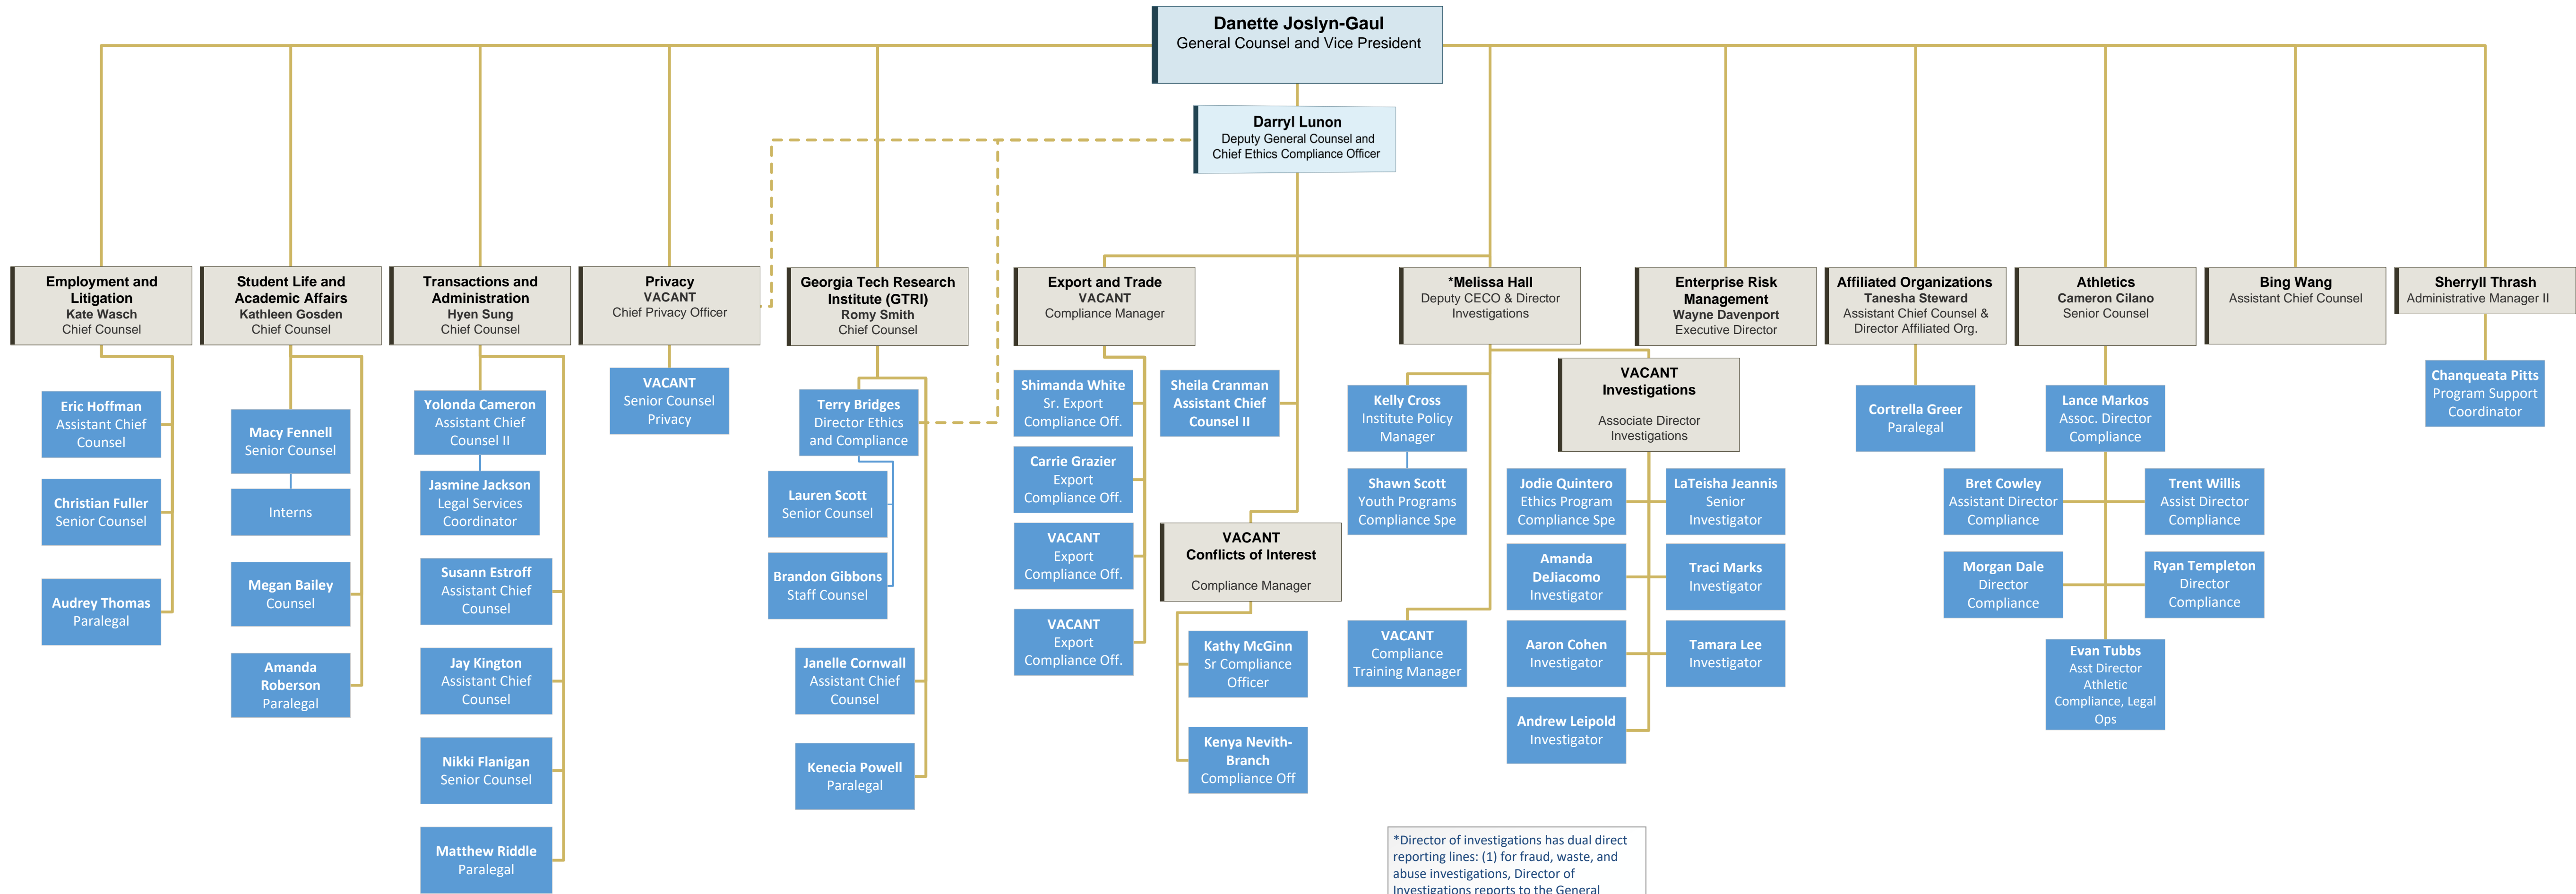 Danette Joslyn-Gaul
General Counsel and Vice President
Darryl Lunon
Deputy General Counsel and
Chief Ethics Compliance Officer
Employment and
Litigation
Kate Wasch
Chief Counsel
Student Life and
Academic Affairs
Kathleen Gosden
Chief Counsel
Transactions and
Administration
Hyen Sung
Chief Counsel
Privacy
VACANT
Chief Privacy Officer
Georgia Tech Research
Institute (GTRI)
Romy Smith
Chief Counsel
Export and Trade
VACANT
Compliance Manager
*Melissa Hall
Deputy CECO & Director
Investigations
Enterprise Risk
Management
Wayne Davenport
Executive Director
Affiliated Organizations
Tanesha Steward
Assistant Chief Counsel &
Director Affiliated Org.
Athletics
Cameron Cilano
Senior Counsel
Bing Wang
Assistant Chief Counsel
Sherryll Thrash
Administrative Manager II
Eric Hoffman
Assistant Chief
Counsel
Christian Fuller
Senior Counsel
Audrey Thomas
Paralegal
Macy Fennell
Senior Counsel
Interns
Megan Bailey
Counsel
Amanda
Roberson
Paralegal
Yolonda Cameron
Assistant Chief
Counsel II
Jasmine Jackson
Legal Services
Coordinator
Susann Estroff
Assistant Chief
Counsel
Jay Kington
Assistant Chief
Counsel
Nikki Flanigan
Senior Counsel
Matthew Riddle
Paralegal
VACANT
Senior Counsel
Privacy
Terry Bridges
Director Ethics
and Compliance
Lauren Scott
Senior Counsel
Brandon Gibbons
Staff Counsel
Janelle Cornwall
Assistant Chief
Counsel
Kenecia Powell
Paralegal
Shimanda White
Sr. Export
Compliance Off.
Carrie Grazier
Export
Compliance Off.
VACANT
Export
Compliance Off.
VACANT
Export
Compliance Off.
Sheila Cranman
Assistant Chief
Counsel II
VACANT
Conflicts of Interest
Compliance Manager
Kathy McGinn
Sr Compliance
Officer
Kenya Nevith-
Branch
Compliance Off
Kelly Cross
Institute Policy
Manager
Shawn Scott
Youth Programs
Compliance Spe
VACANT
Compliance
Training Manager
VACANT
Investigations
Associate Director
Investigations
Jodie Quintero
Ethics Program
Compliance Spe
LaTeisha Jeannis
Senior
Investigator
Amanda
DeJiacomo
Investigator
Traci Marks
Investigator
Aaron Cohen
Investigator
Tamara Lee
Investigator
Andrew Leipold
Investigator
Cortrella Greer
Paralegal
Lance Markos
Assoc. Director
Compliance
Bret Cowley
Assistant Director
Compliance
Trent Willis
Assist Director
Compliance
Morgan Dale
Director
Compliance
Ryan Templeton
Director
Compliance
Evan Tubbs
Asst Director
Athletic
Compliance, Legal
Ops
Chanqueata Pitts
Program Support
Coordinator
*Director of investigations has dual direct
reporting lines: (1) for fraud, waste, and
abuse investigations, Director of
Investigations reports to the General